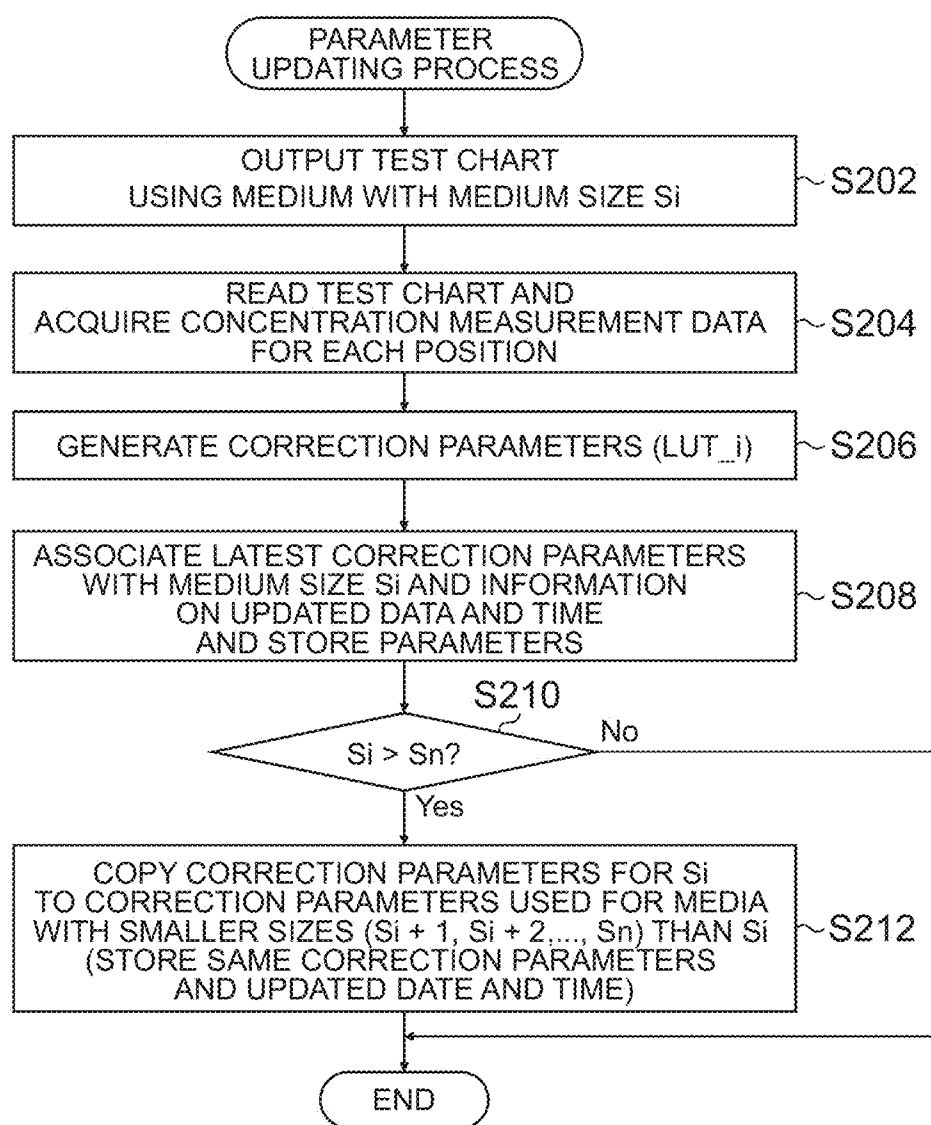 PARAMETER
UPDATING PROCESS
OUTPUT TEST CHART
USING MEDIUM WITH MEDIUM SIZE Si
S202
READ TEST CHART AND
ACQUIRE CONCENTRATION MEASUREMENT DATA
FOR EACH POSITION
S204
GENERATE CORRECTION PARAMETERS (LUT_i)
S206
ASSOCIATE LATEST CORRECTION PARAMETERS
WITH MEDIUM SIZE Si AND INFORMATION
ON UPDATED DATA AND TIME
AND STORE PARAMETERS
S208
S210
Si > Sn?
No
Yes
COPY CORRECTION PARAMETERS FOR Si
TO CORRECTION PARAMETERS USED FOR MEDIA
WITH SMALLER SIZES (Si + 1, Si + 2,..., Sn) THAN Si
(STORE SAME CORRECTION PARAMETERS
AND UPDATED DATE AND TIME)
S212
END